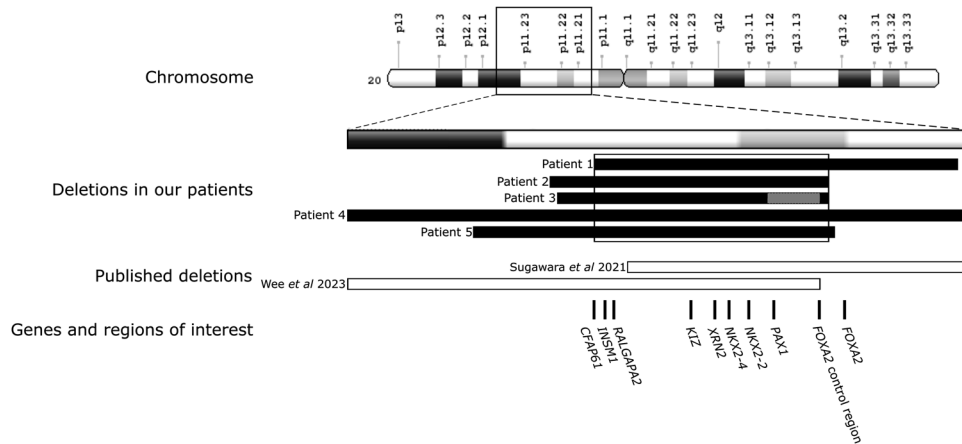 p13
p12.3
p12.2
p12.1
p11.23
p11.22
p11.21
p11.1
q11.1
q11.21
q11.22
q11.23
q12
q13.11
q13.12
q13.13
q13.2
q13.31
q13.32
q13.33
Chromosome
20
Deletions in our patients
Patient 1
Patient 2
Patient 3
Patient 4
Patient 5
Published deletions
Sugawara et al 2021
Wee et al 2023
Genes and regions of interest
CFAP61
INSM1
RALGAPA2
KIZ
XRN2
NKX2-4
NKX2-2
PAX1
FOXA2 control region
FOXA2